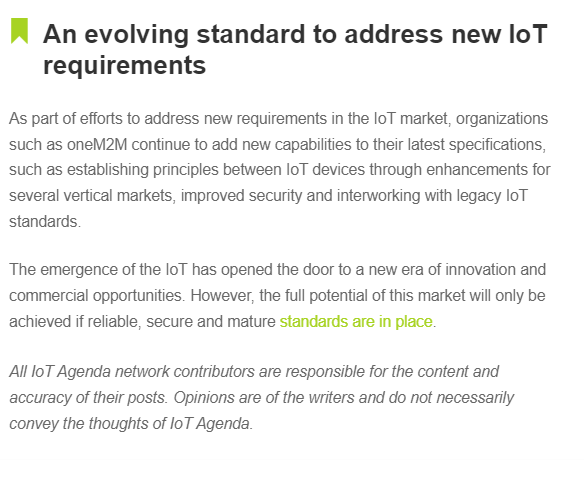 An evolving standard to address new IoT
requirements
As part of efforts to address new requirements in the IoT market, organizations
such as oneM2M continue to add new capabilities to their latest specifications,
such as establishing principles between IoT devices through enhancements for
several vertical markets, improved security and interworking with legacy IoT
standards.
The emergence of the IoT has opened the door to a new era of innovation and
commercial opportunities. However, the full potential of this market will only be
achieved if reliable, secure and mature standards are in place.
All IoT Agenda network contributors are responsible for the content and
accuracy of their posts. Opinions are of the writers and do not necessarily
convey the thoughts of IoT Agenda.